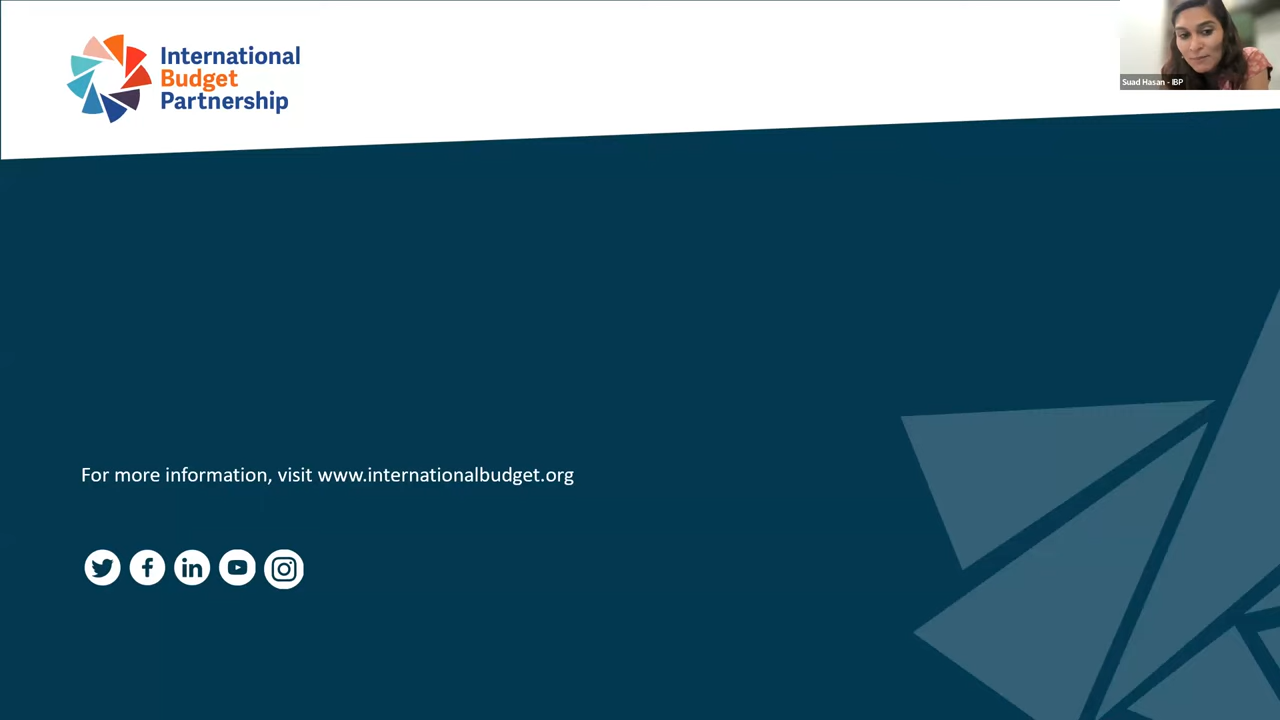 International
Budget
Partnership
Suad Hasan - IBP
For more information, visit www.internationalbudget.org